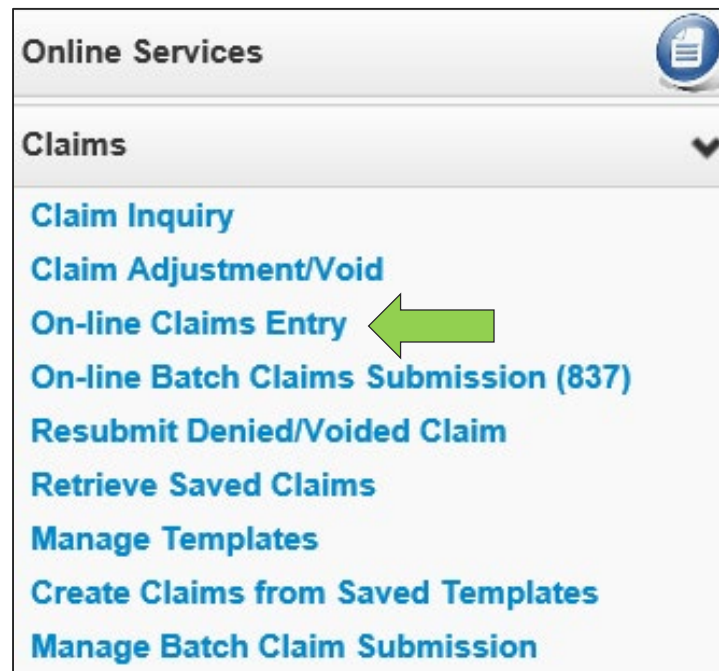 Online Services
Claims
Claim Inquiry
Claim Adjustment/Void
On-line Claims Entry
On-line Batch Claims Submission (837)
Resubmit Denied/Voided Claim
Retrieve Saved Claims
Manage Templates
Create Claims from Saved Templates
Manage Batch Claim Submission